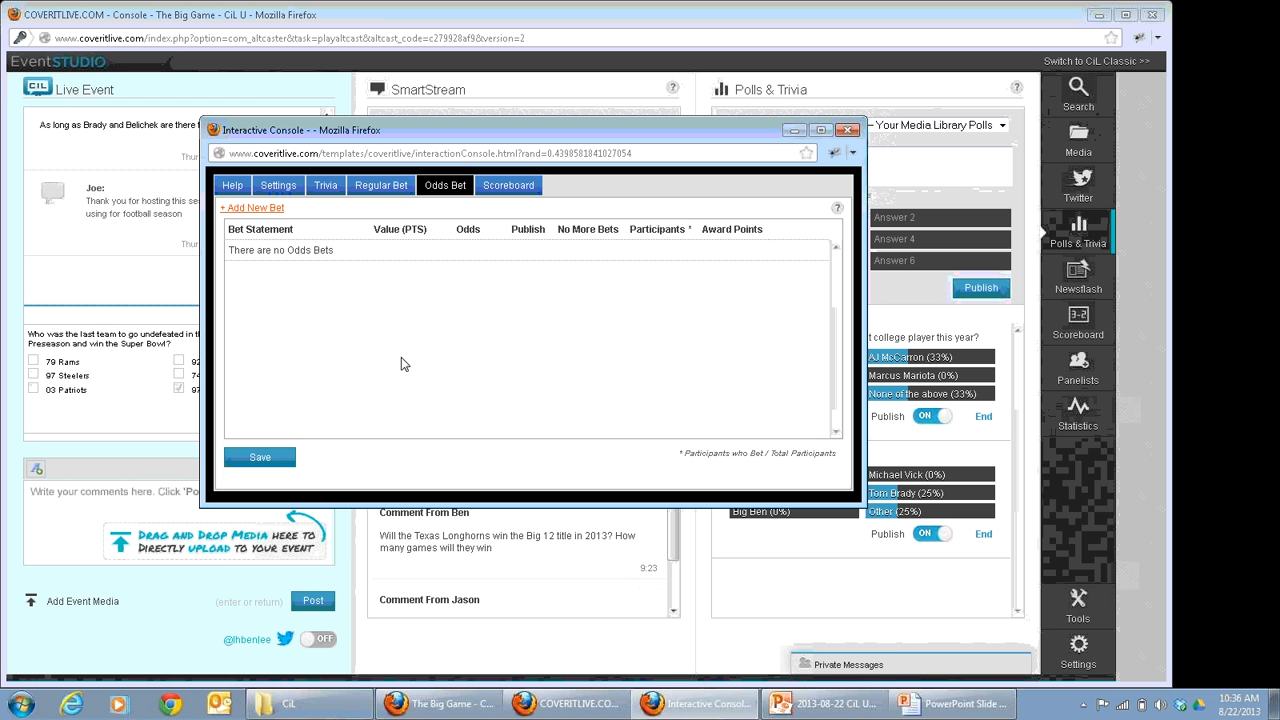 COVERITLIVE.COM - Console - The Big Game - CiL U - Mozilla Firefox
www.coveritlive.com/index.php?option=com_altcaster&task=playaltcast&altcast_code=c279928af9&version=2
EventSTUDIO
Switch to CiL Classic >>
CiL Live Event
As long as Brady and Belichek are there
Thur
Joe:
Thank you for hosting this se
using for football season
Thur
Who was the last team to go undefeated in the
Preseason and win the Super Bowl?
79 Rams
92
97 Steelers
97
03 Patriots
97
Write your comments here. Click 'Po
DRAG AND DROP MEDIA HERE TO
DIRECTLY UPLOAD TO YOUR EVENT
Add Event Media
(enter or return)
Post
@lhbenlee
OFF
SmartStream
?
Comment From Ben
Will the Texas Longhorns win the Big 12 title in 2013? How
many games will they win
9:23
Comment From Jason
Polls & Trivia
?
Your Media Library Polls
Answer 2
Answer 4
Answer 6
Publish
t college player this year?
AJ McCarron (33%)
Marcus Mariota (0%)
None of the above (33%)
Publish ON End
Michael Vick (0%)
Tom Brady (25%)
Big Ben (0%)
Other (25%)
Publish ON End
Private Messages
Search
Media
Twitter
Polls & Trivia
Newsflash
3-2
Scoreboard
Panelists
Statistics
Tools
Settings
Interactive Console - - Mozilla Firefox
www.coveritlive.com/templates/coveritlive/interactionConsole.html?rand=0.4398581841027054
Help Settings Trivia Regular Bet Odds Bet Scoreboard
+ Add New Bet
?
Bet Statement Value (PTS) Odds Publish No More Bets Participants * Award Points
There are no Odds Bets
Save
* Participants who Bet / Total Participants
CiL
The Big Game - C...
COVERITLIVE.CO...
Interactive Consol...
2013-08-22 CiL U...
PowerPoint Slide ...
10:36 AM
8/22/2013